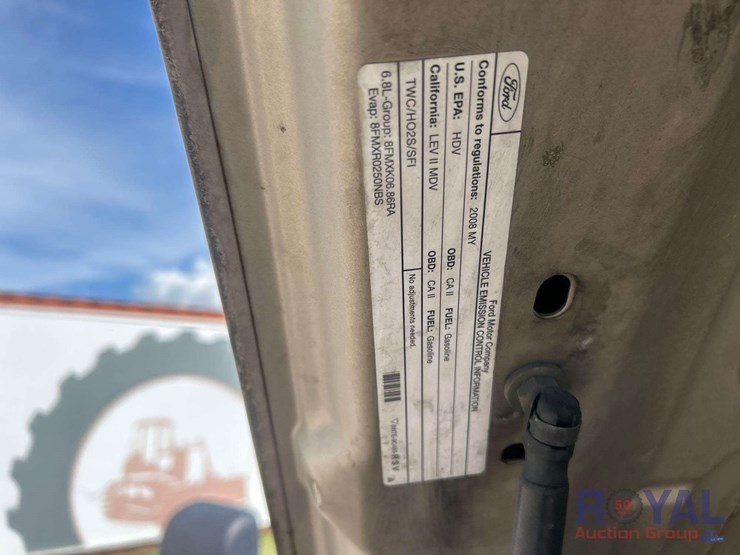 Ford
Ford Motor Company
VEHICLE EMISSION CONTROL INFORMATION
Conforms to regulations: 2008 MY
U.S. EPA: HDV OBD: CA II FUEL: Gasoline
California: LEV II MDV OBD: CA II FUEL: Gasoline
TWC/HO2S/SFI No adjustments needed.
6.8L-Group: 8FMXK06.86RA
Evap: 8FMXR0250NBS
ROYAL
Auction Group